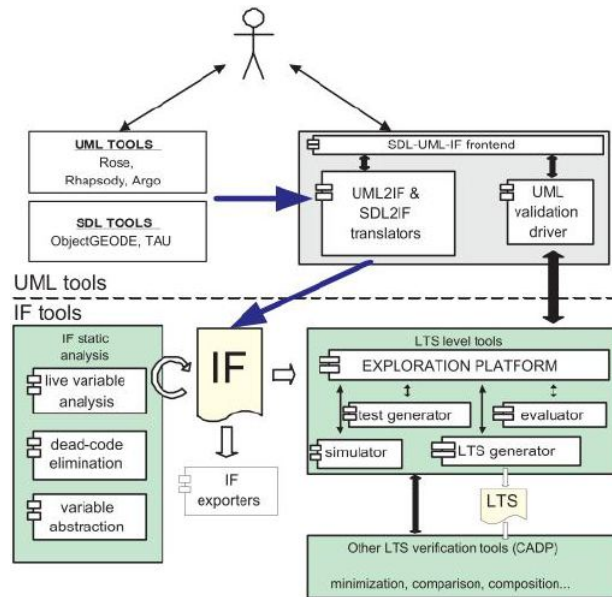 UML TOOLS
Rose,
Rhapsody, Argo
SDL TOOLS
ObjectGEODE, TAU
SDL-UML-IF frontend
UML2IF &
SDL2IF
translators
UML
validation
driver
UML tools
IF tools
IF static
analysis
live variable
analysis
dead-code
elimination
variable
abstraction
IF
IF
exporters
LTS level tools
EXPLORATION PLATFORM
test generator
evaluator
simulator
LTS generator
LTS
Other LTS verification tools (CADP)
minimization, comparison, composition...